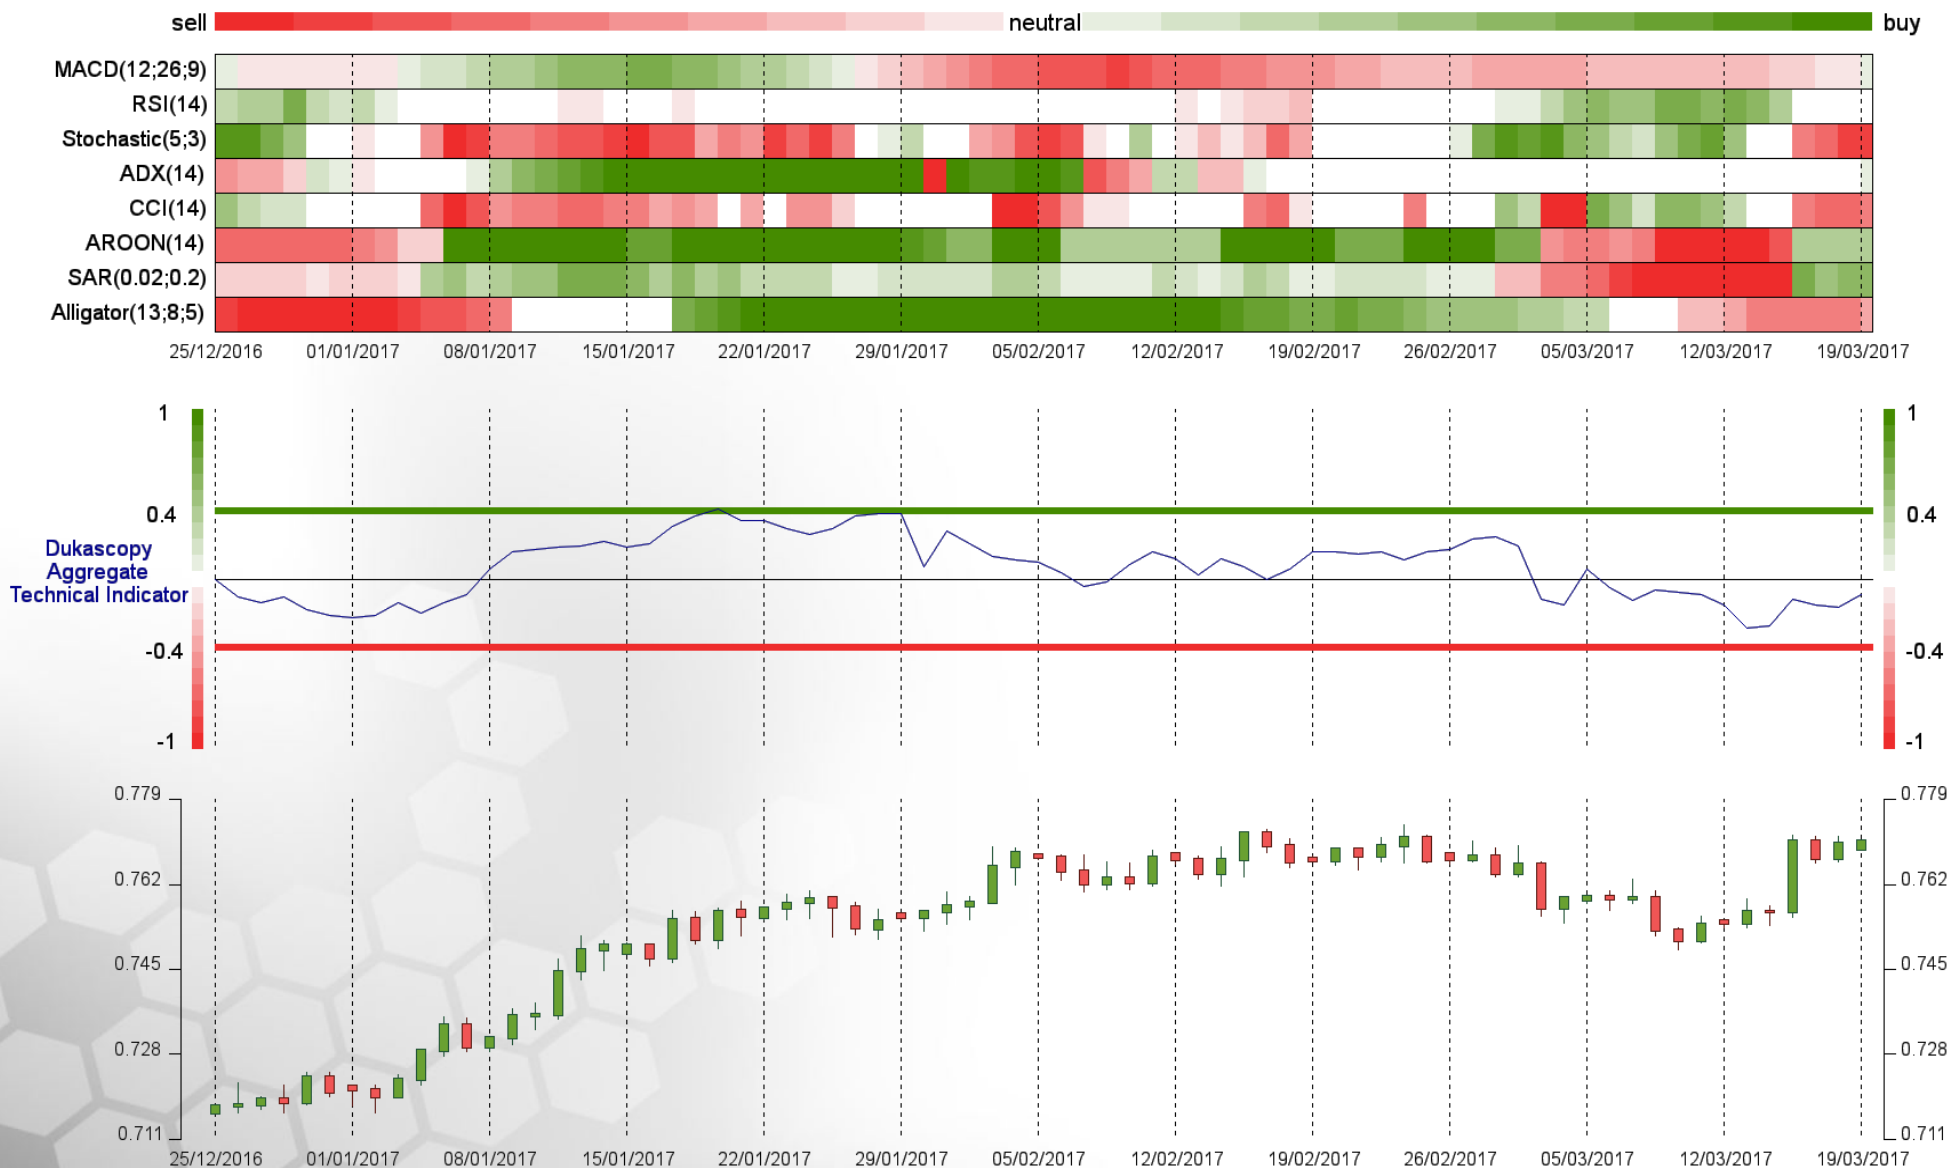 sell neutral buy
MACD(12;26;9)
RSI(14)
Stochastic(5;3)
ADX(14)
CCI(14)
AROON(14)
SAR(0.02;0.2)
Alligator(13;8;5)
25/12/2016 01/01/2017 08/01/2017 15/01/2017 22/01/2017 29/01/2017 05/02/2017 12/02/2017 19/02/2017 26/02/2017 05/03/2017 12/03/2017 19/03/2017
1 1
0.4 0.4
Dukascopy
Aggregate
Technical Indicator
-0.4 -0.4
-1 -1
0.779 0.779
0.762 0.762
0.745 0.745
0.728 0.728
0.711 0.711
25/12/2016 01/01/2017 08/01/2017 15/01/2017 22/01/2017 29/01/2017 05/02/2017 12/02/2017 19/02/2017 26/02/2017 05/03/2017 12/03/2017 19/03/2017